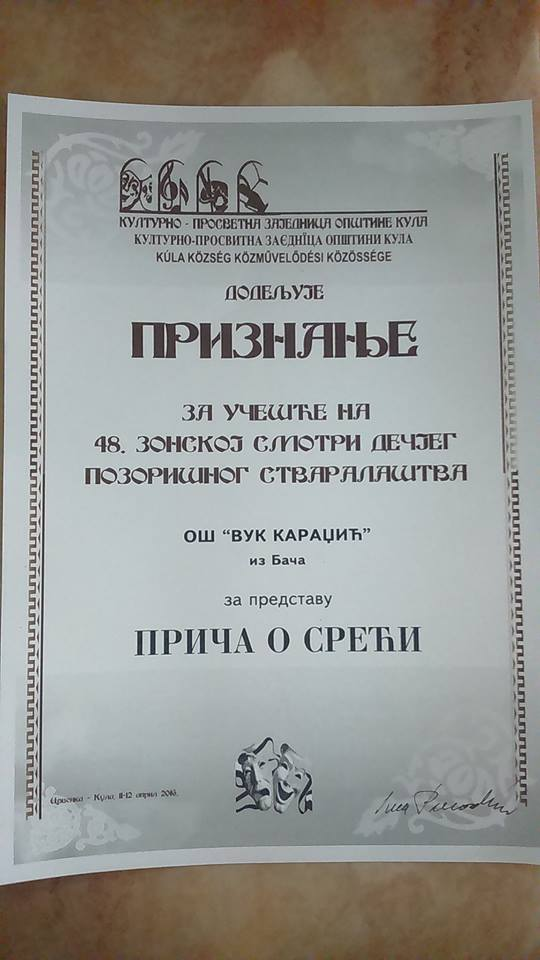 КУЛТУРНО - ПРОСВЕТНА ЗАЈЕДНИЦА ОПШТИНЕ КУЛА
КУЛТУРНО-ПРОСВИТНА ЗАЄДНЇЦА ОПШТИНИ КУЛА
KÚLA KÖZSÉG KÖZMŰVELŐDÉSI KÖZÖSSÉGE
ДОДЕЉУЈЕ
ПРИЗНАЊЕ
ЗА УЧЕШЋЕ НА
48. ЗОНСКОЈ СМОТРИ ДЕЧЈЕГ
ПОЗОРИШНОГ СТВАРАЛАШТВА
ОШ "ВУК КАРАЏИЋ"
из Бача
за представу
ПРИЧА О СРЕЋИ
Црвенка - Кула, 11-12 април 2016.